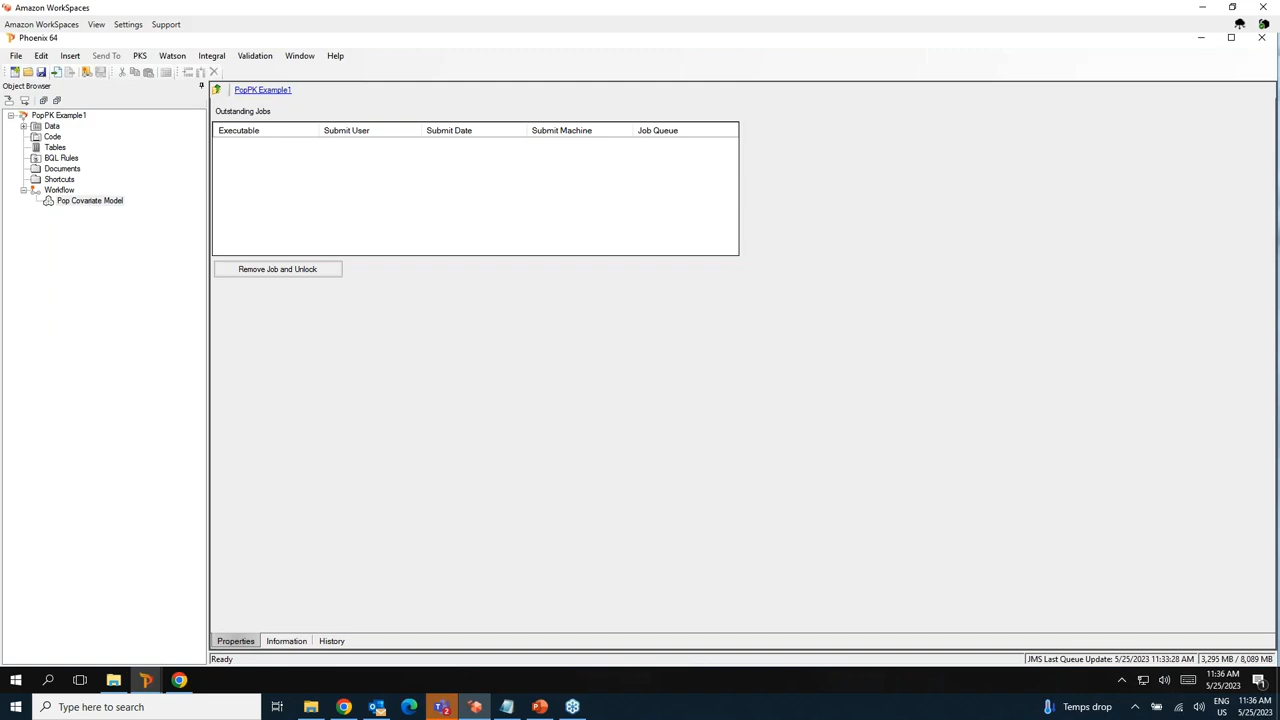 Amazon WorkSpaces
Amazon WorkSpaces View Settings Support
Phoenix 64
File Edit Insert Send To PKS Watson Integral Validation Window Help
Object Browser
PopPK Example1
Data
Code
Tables
BQL Rules
Documents
Shortcuts
Workflow
Pop Covariate Model
PopPK Example1
Outstanding Jobs
Executable Submit User Submit Date Submit Machine Job Queue
Remove Job and Unlock
Properties Information History
Ready JMS Last Queue Update: 5/25/2023 11:33:28 AM 3,295 MB / 8,089 MB
11:36 AM
5/25/2023
Type here to search
Temps drop
ENG
US
11:36 AM
5/25/2023